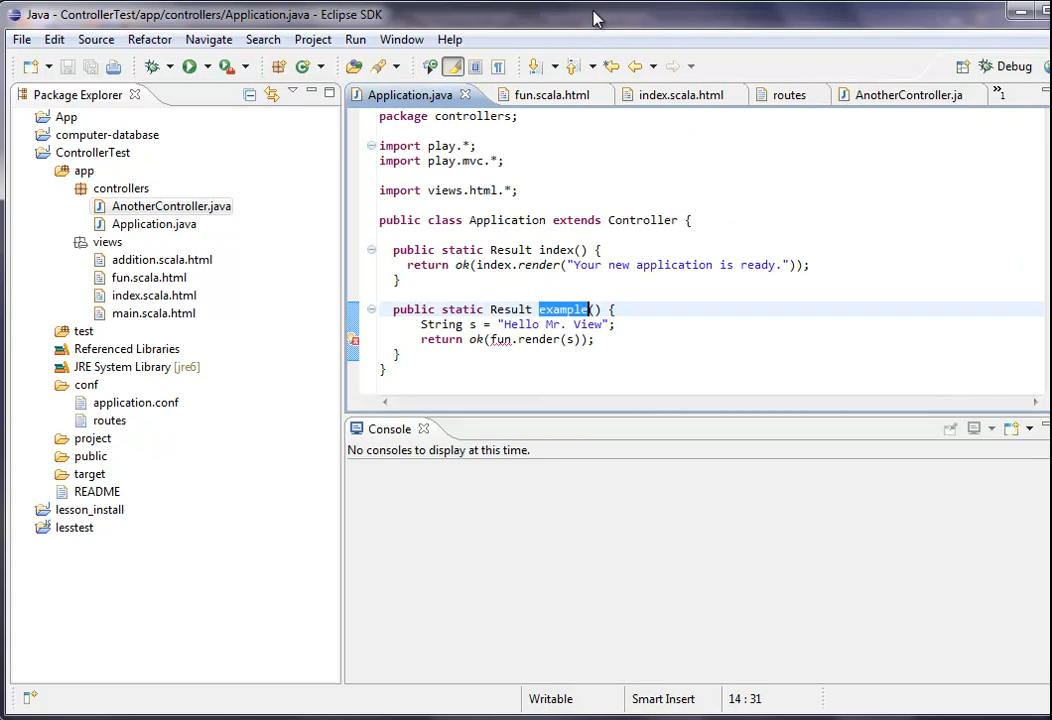 Java - ControllerTest/app/controllers/Application.java - Eclipse SDK
File Edit Source Refactor Navigate Search Project Run Window Help
Debug
Package Explorer
App
computer-database
ControllerTest
app
controllers
AnotherController.java
Application.java
views
addition.scala.html
fun.scala.html
index.scala.html
main.scala.html
test
Referenced Libraries
JRE System Library [jre6]
conf
application.conf
routes
project
public
target
README
lesson_install
lesstest
Application.java fun.scala.html index.scala.html routes AnotherController.ja »1
package controllers;
import play.*;
import play.mvc.*;
import views.html.*;
public class Application extends Controller {
public static Result index() {
return ok(index.render("Your new application is ready."));
}
public static Result example() {
String s = "Hello Mr. View";
return ok(fun.render(s));
}
}
Console
No consoles to display at this time.
Writable Smart Insert 14 : 31